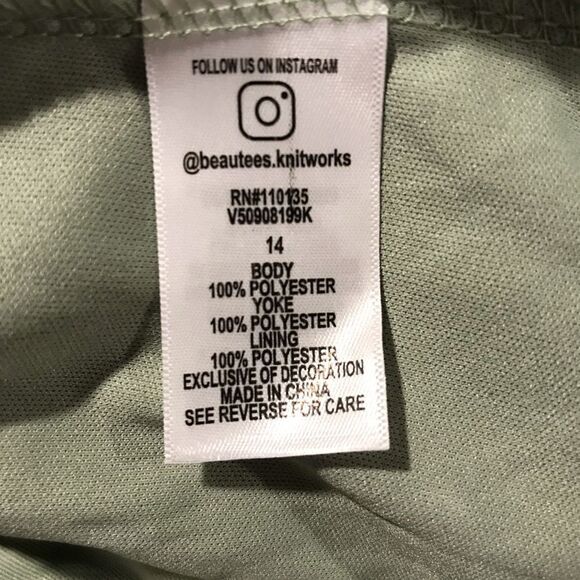 FOLLOW US ON INSTAGRAM
@beautees.knitworks
RN#110135
V50908199K
14
BODY
100% POLYESTER
YOKE
100% POLYESTER
LINING
100% POLYESTER
EXCLUSIVE OF DECORATION
MADE IN CHINA
SEE REVERSE FOR CARE